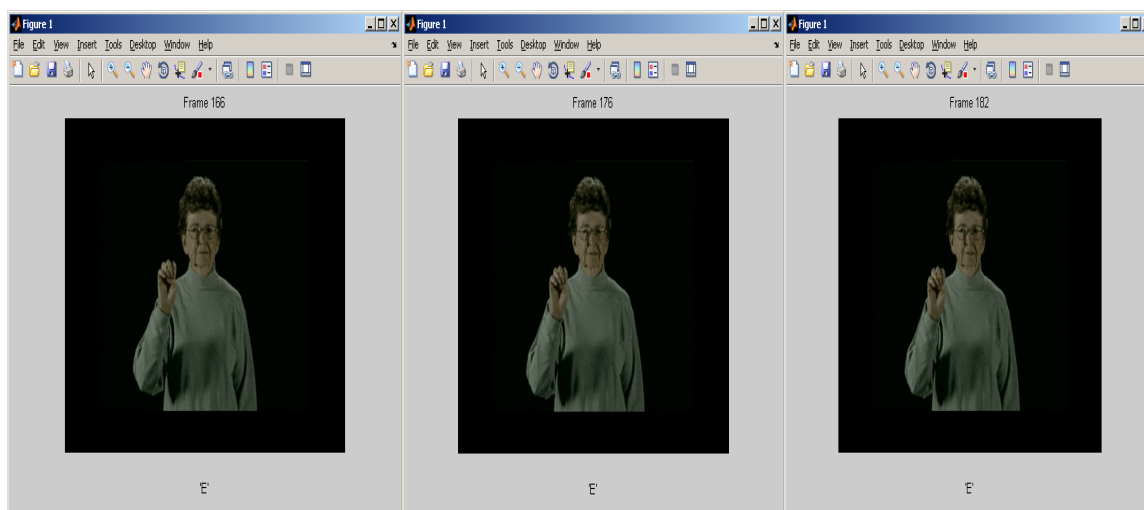 Figure 1
File Edit View Insert Tools Desktop Window Help
Frame 166
'E'
Figure 1
File Edit View Insert Tools Desktop Window Help
Frame 176
'E'
Figure 1
File Edit View Insert Tools Desktop Window Help
Frame 182
'E'